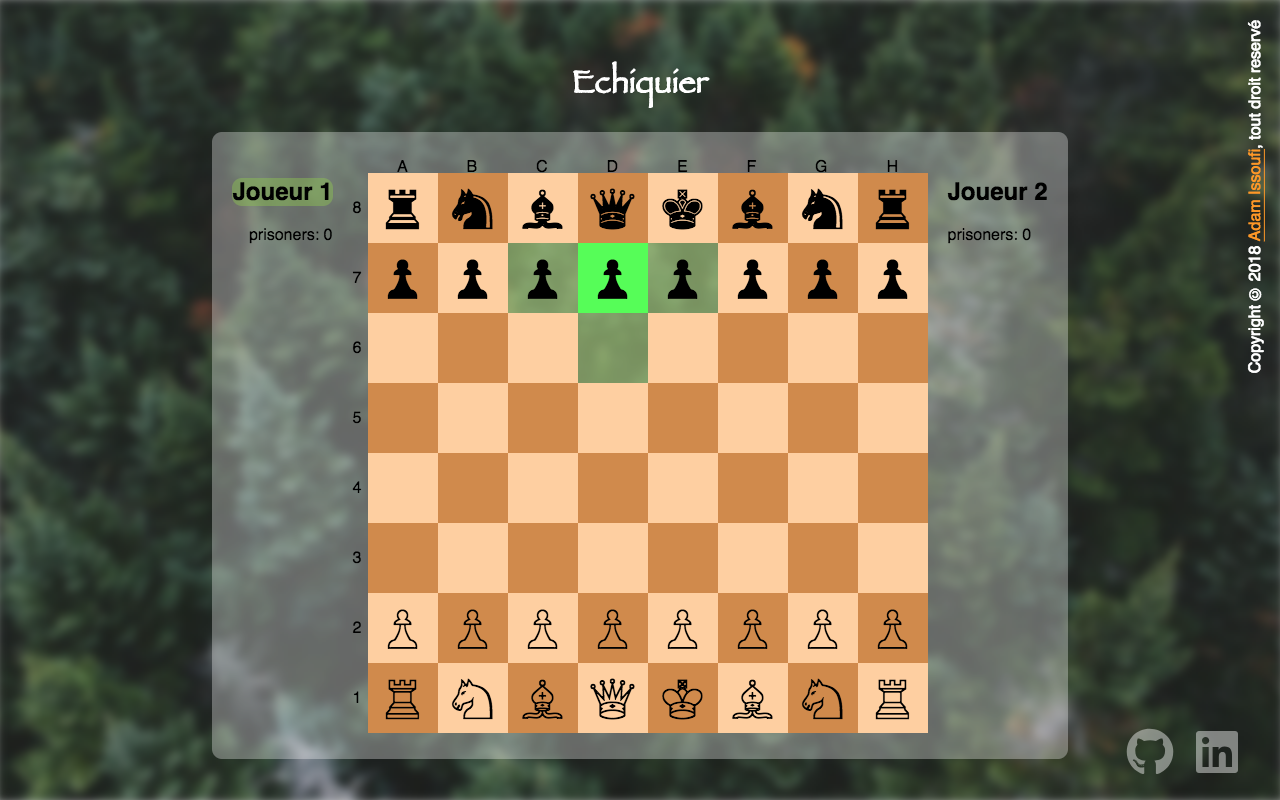 Echiquier
Joueur 1
prisoners: 0
A B C D E F G H
8
7
6
5
4
3
2
1
Joueur 2
prisoners: 0
Copyright © 2018 Adam Issoufi, tout droit reservé
in